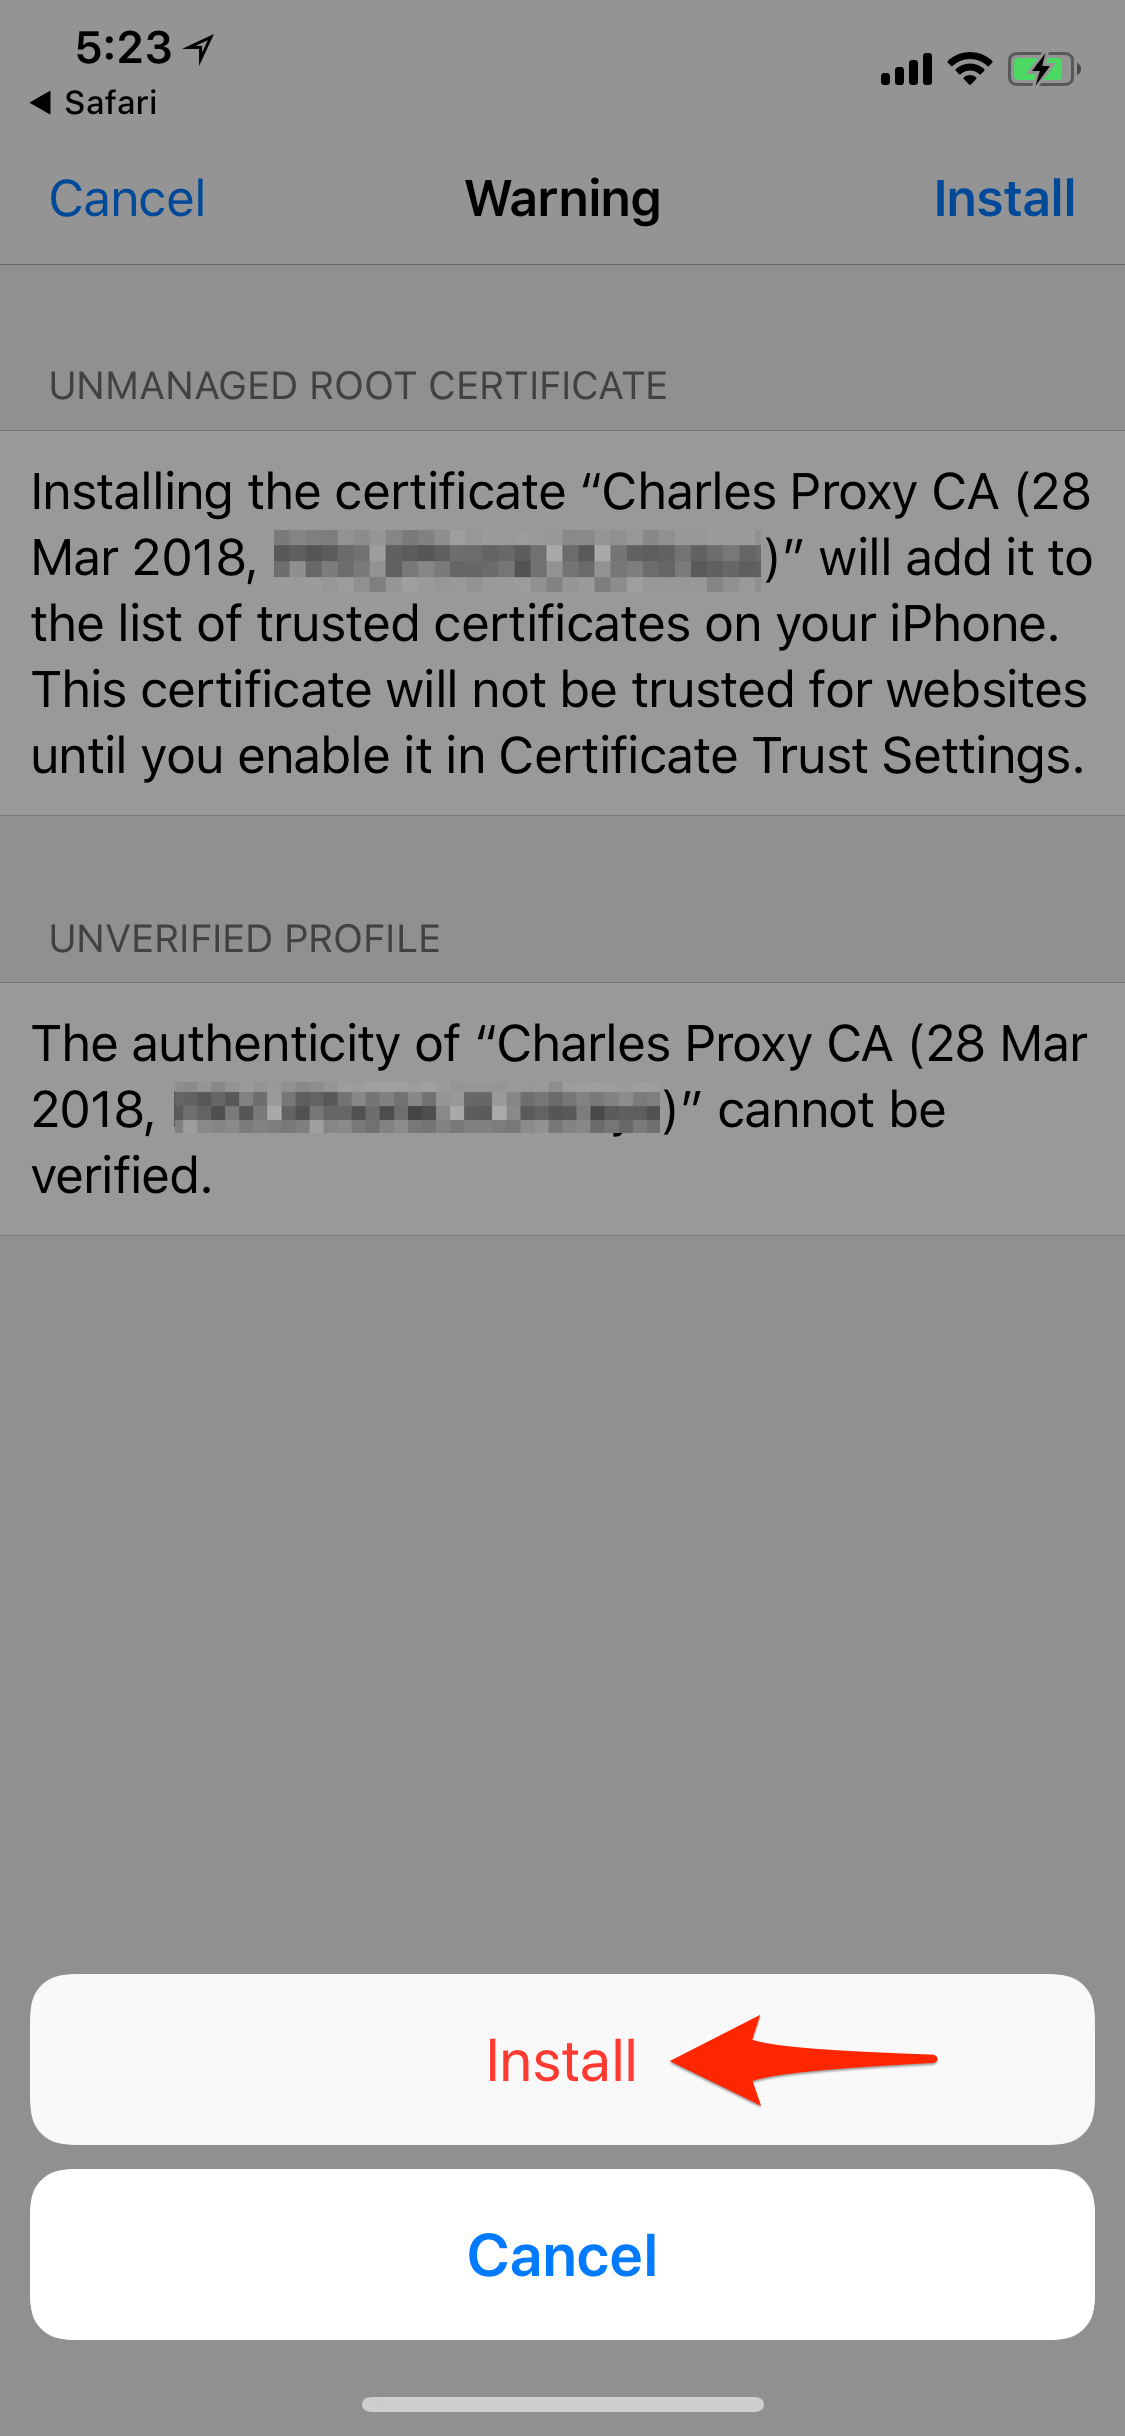 5:23
Safari
Cancel Warning Install
UNMANAGED ROOT CERTIFICATE
Installing the certificate “Charles Proxy CA (28
Mar 2018, )” will add it to
the list of trusted certificates on your iPhone.
This certificate will not be trusted for websites
until you enable it in Certificate Trust Settings.
UNVERIFIED PROFILE
The authenticity of “Charles Proxy CA (28 Mar
2018, )” cannot be
verified.
Install
Cancel